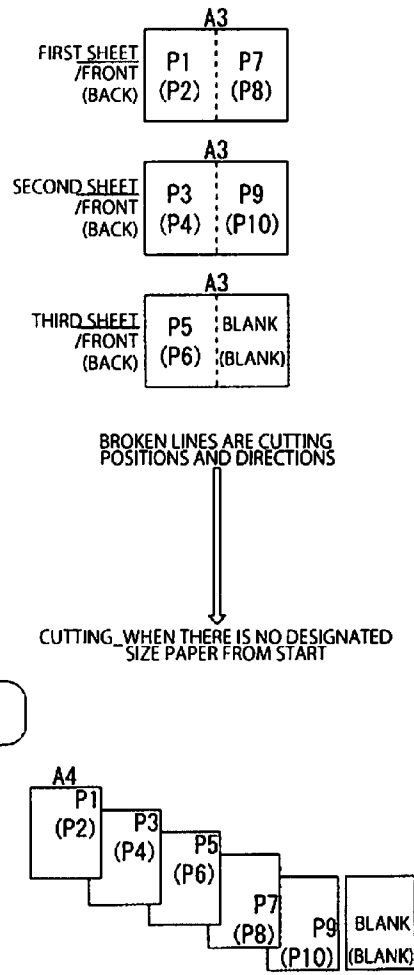 A3
FIRST SHEET
/FRONT
(BACK)
P1 P7
(P2) (P8)
A3
SECOND SHEET
/FRONT
(BACK)
P3 P9
(P4) (P10)
A3
THIRD SHEET
/FRONT
(BACK)
P5 BLANK
(P6) (BLANK)
BROKEN LINES ARE CUTTING
POSITIONS AND DIRECTIONS
CUTTING_WHEN THERE IS NO DESIGNATED
SIZE PAPER FROM START
A4
P1
(P2)
P3
(P4)
P5
(P6)
P7
(P8)
P9
(P10)
BLANK
(BLANK)